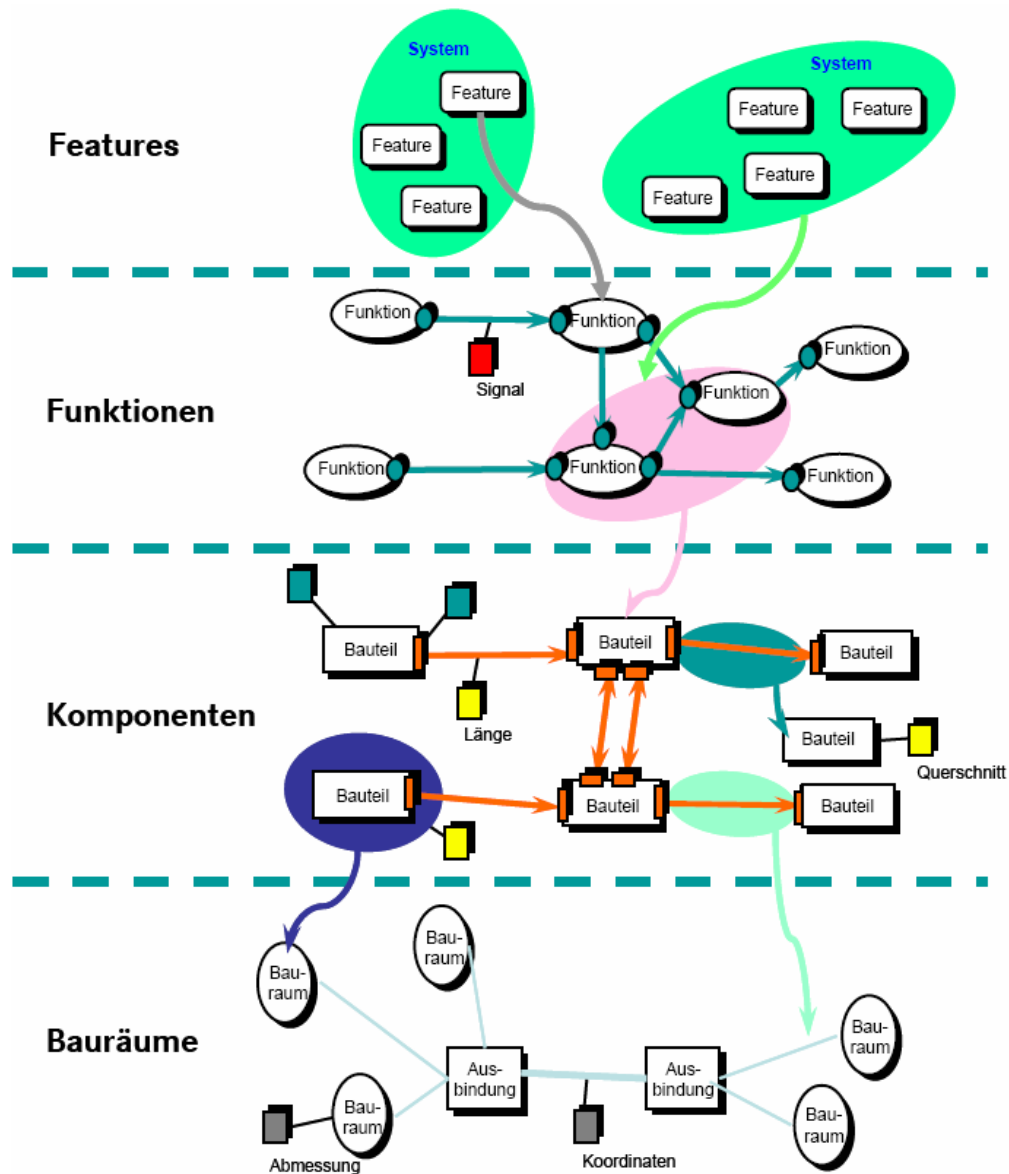 System
Feature
Feature
Feature
System
Feature
Feature
Feature
Feature
Features
Funktion
Funktion
Signal
Funktion
Funktion
Funktionen
Funktion
Funktion
Funktion
Bauteil
Bauteil
Bauteil
Länge
Komponenten
Bauteil
Querschnitt
Bauteil
Bauteil
Bauteil
Bau-
raum
Bau-
raum
Bauräume
Aus-
bindung
Aus-
bindung
Bau-
raum
Bau-
raum
Bau-
raum
Abmessung
Koordinaten